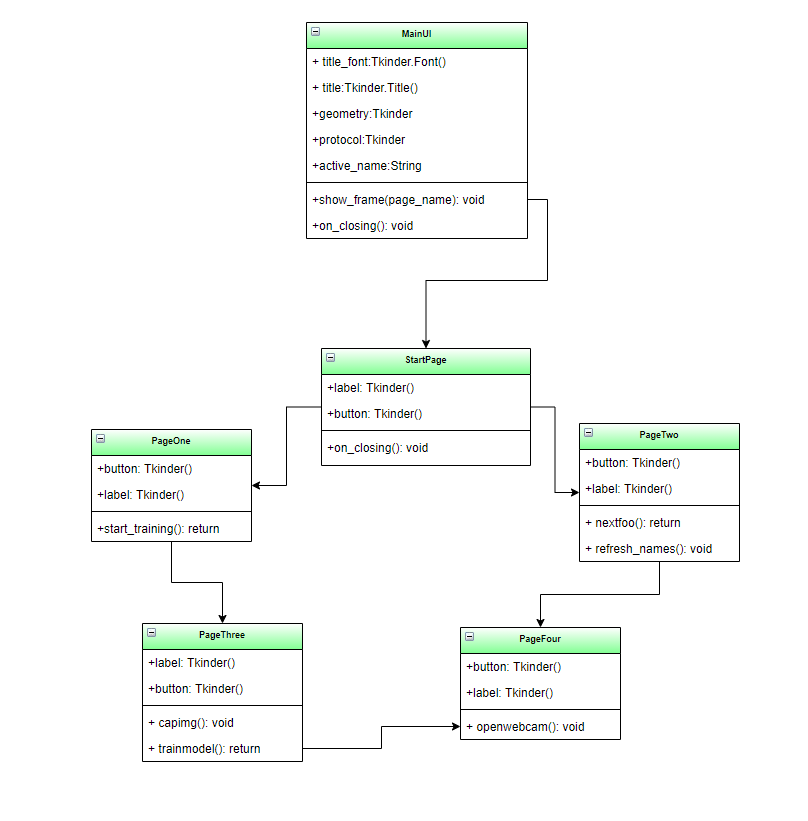 MainUI
+ title_font:Tkinder.Font()
+ title:Tkinder.Title()
+geometry:Tkinder
+protocol:Tkinder
+active_name:String
+show_frame(page_name): void
+on_closing(): void
StartPage
+label: Tkinder()
+button: Tkinder()
+on_closing(): void
PageOne
+button: Tkinder()
+label: Tkinder()
+start_training(): return
PageTwo
+button: Tkinder()
+label: Tkinder()
+ nextfoo(): return
+ refresh_names(): void
PageThree
+label: Tkinder()
+button: Tkinder()
+ capimg(): void
+ trainmodel(): return
PageFour
+button: Tkinder()
+label: Tkinder()
+ openwebcam(): void